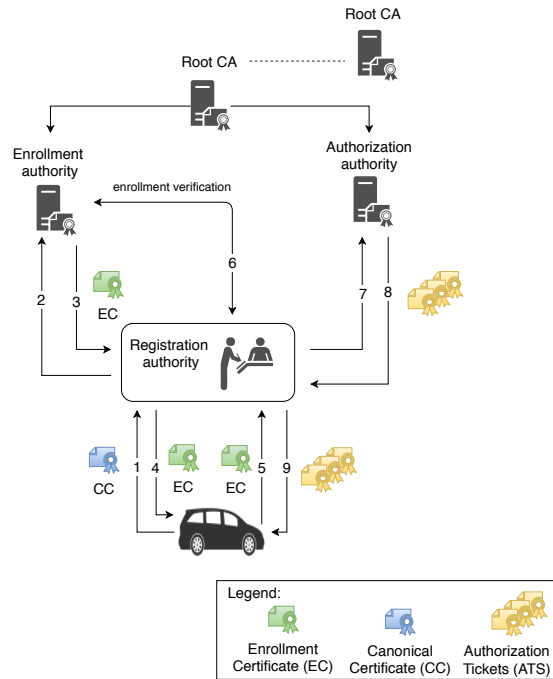 Root CA
Root CA
Enrollment
authority
Authorization
authority
enrollment verification
6
2
3
EC
7
8
Registration
authority
1
4
5
9
CC
EC
EC
Legend:
Enrollment
Certificate (EC)
Canonical
Certificate (CC)
Authorization
Tickets (ATS)